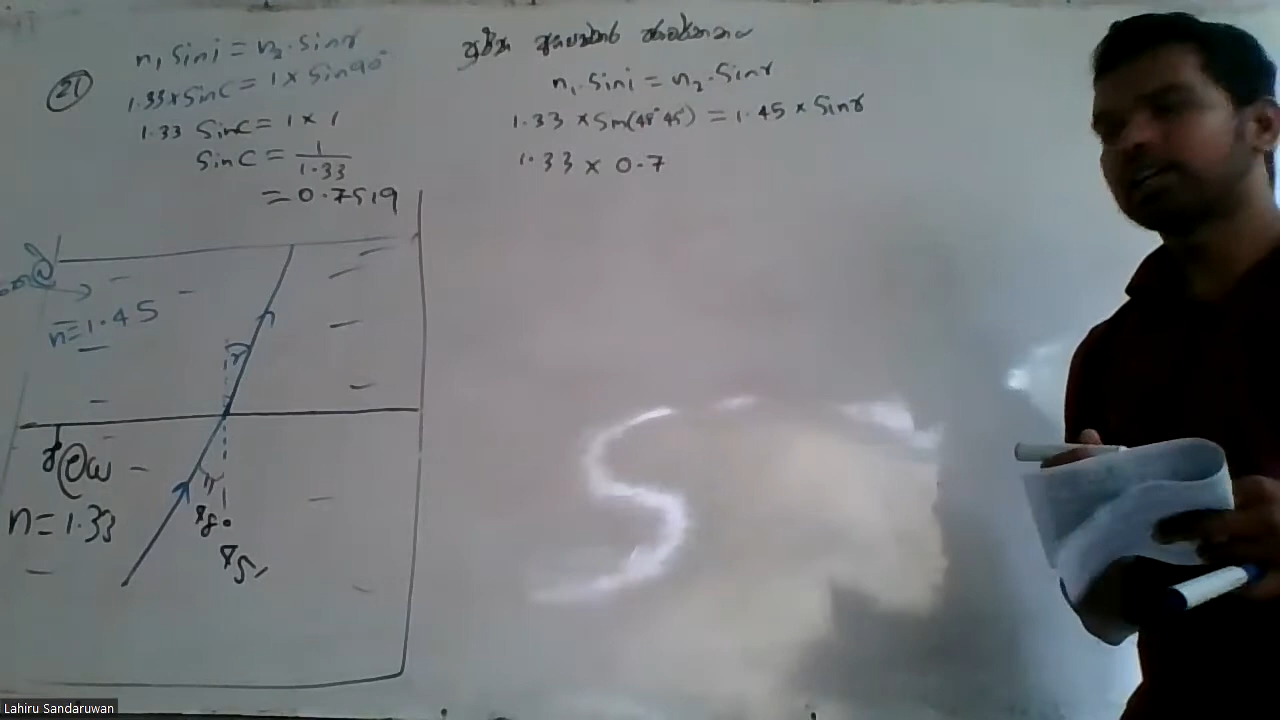 21
n₁ sin i = n₂ . sin r
1.33 x sin C = 1 x sin 90°
1.33 sin C = 1 x 1
sin C = 1/1.33
= 0.7519
n₁ . sin i = n₂ . sin r
1.33 x sin(48°45') = 1.45 x sin r
1.33 x 0.7
n = 1.45
r
i
n = 1.33
48°
45'
Lahiru Sandaruwan